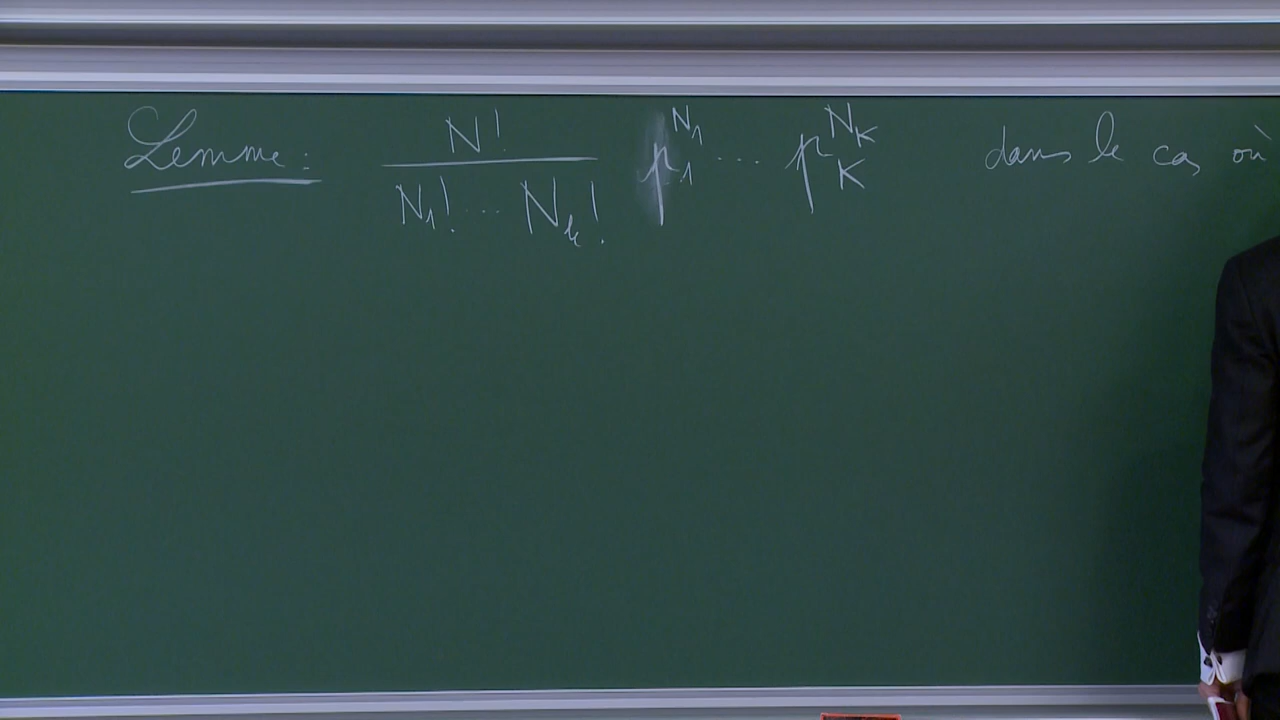 Lemme : N! / (N₁! ... N_k!) p₁^{N₁} ... p_K^{N_K} dans le cas où